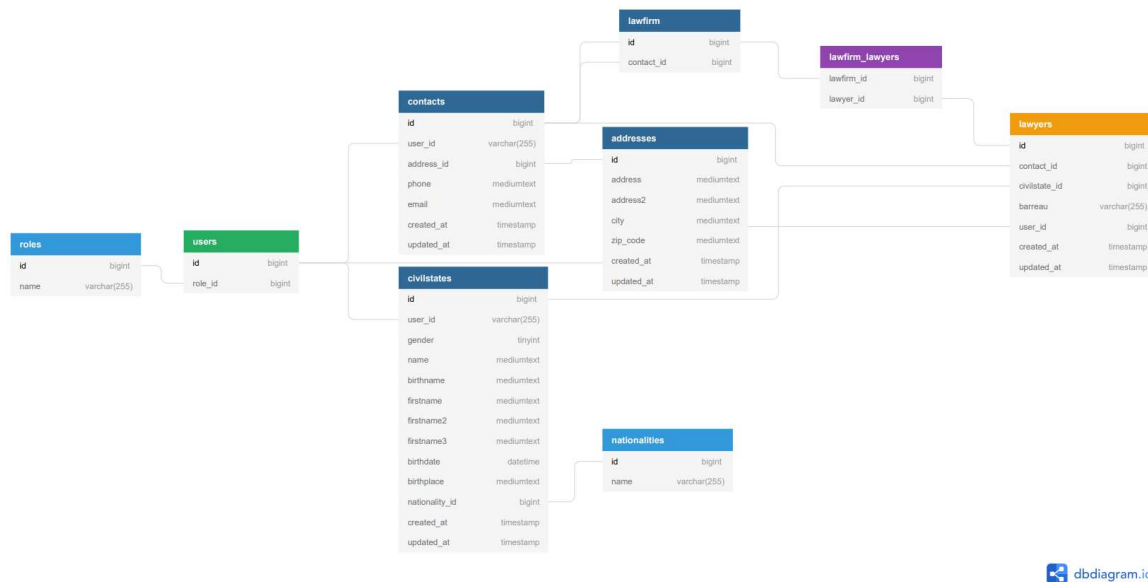 lawfirm
id bigint
contact_id bigint
lawfirm_lawyers
lawfirm_id bigint
lawyer_id bigint
contacts
id bigint
user_id varchar(255)
address_id bigint
phone mediumtext
email mediumtext
created_at timestamp
updated_at timestamp
addresses
id bigint
address mediumtext
address2 mediumtext
city mediumtext
zip_code mediumtext
created_at timestamp
updated_at timestamp
lawyers
id bigint
contact_id bigint
civilstate_id bigint
barreau varchar(255)
user_id bigint
created_at timestamp
updated_at timestamp
roles
id bigint
name varchar(255)
users
id bigint
role_id bigint
civilstates
id bigint
user_id varchar(255)
gender tinyint
name mediumtext
birthname mediumtext
firstname mediumtext
firstname2 mediumtext
firstname3 mediumtext
birthdate datetime
birthplace mediumtext
nationality_id bigint
created_at timestamp
updated_at timestamp
nationalities
id bigint
name varchar(255)
dbdiagram.io